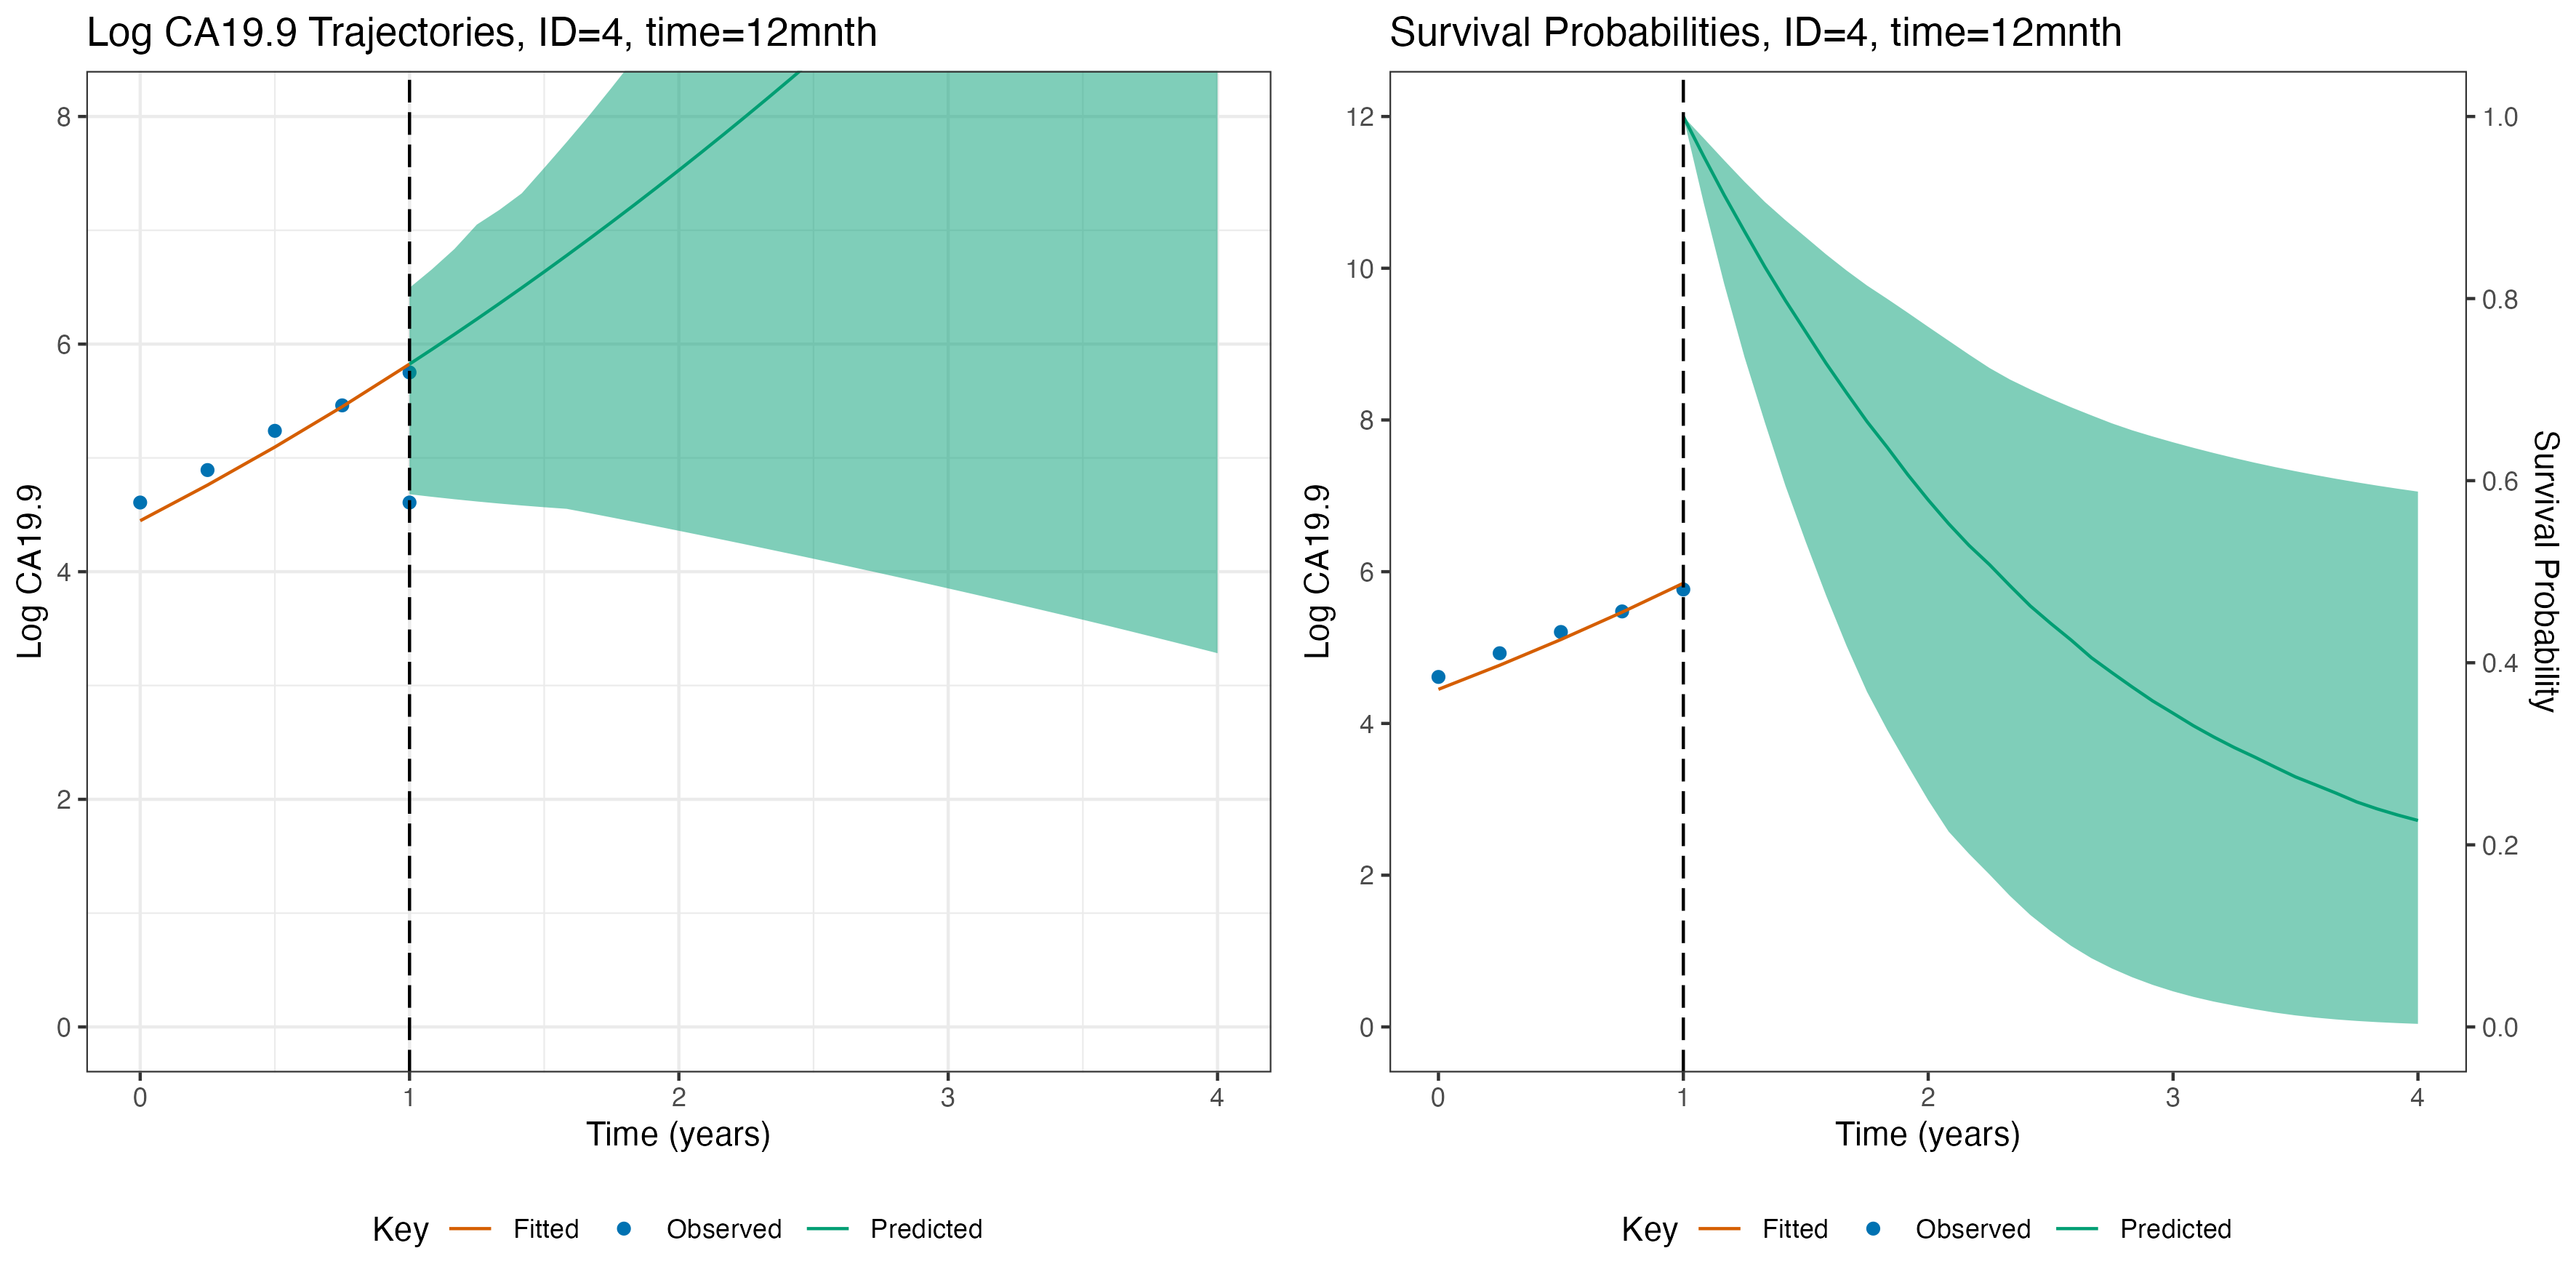 Log CA19.9 Trajectories, ID=4, time=12mnth
8
6
4
2
0
Log CA19.9
0 1 2 3 4
Time (years)
Key Fitted Observed Predicted
Survival Probabilities, ID=4, time=12mnth
12
10
8
6
4
2
0
Log CA19.9
1.0
0.8
0.6
0.4
0.2
0.0
Survival Probability
0 1 2 3 4
Time (years)
Key Fitted Observed Predicted